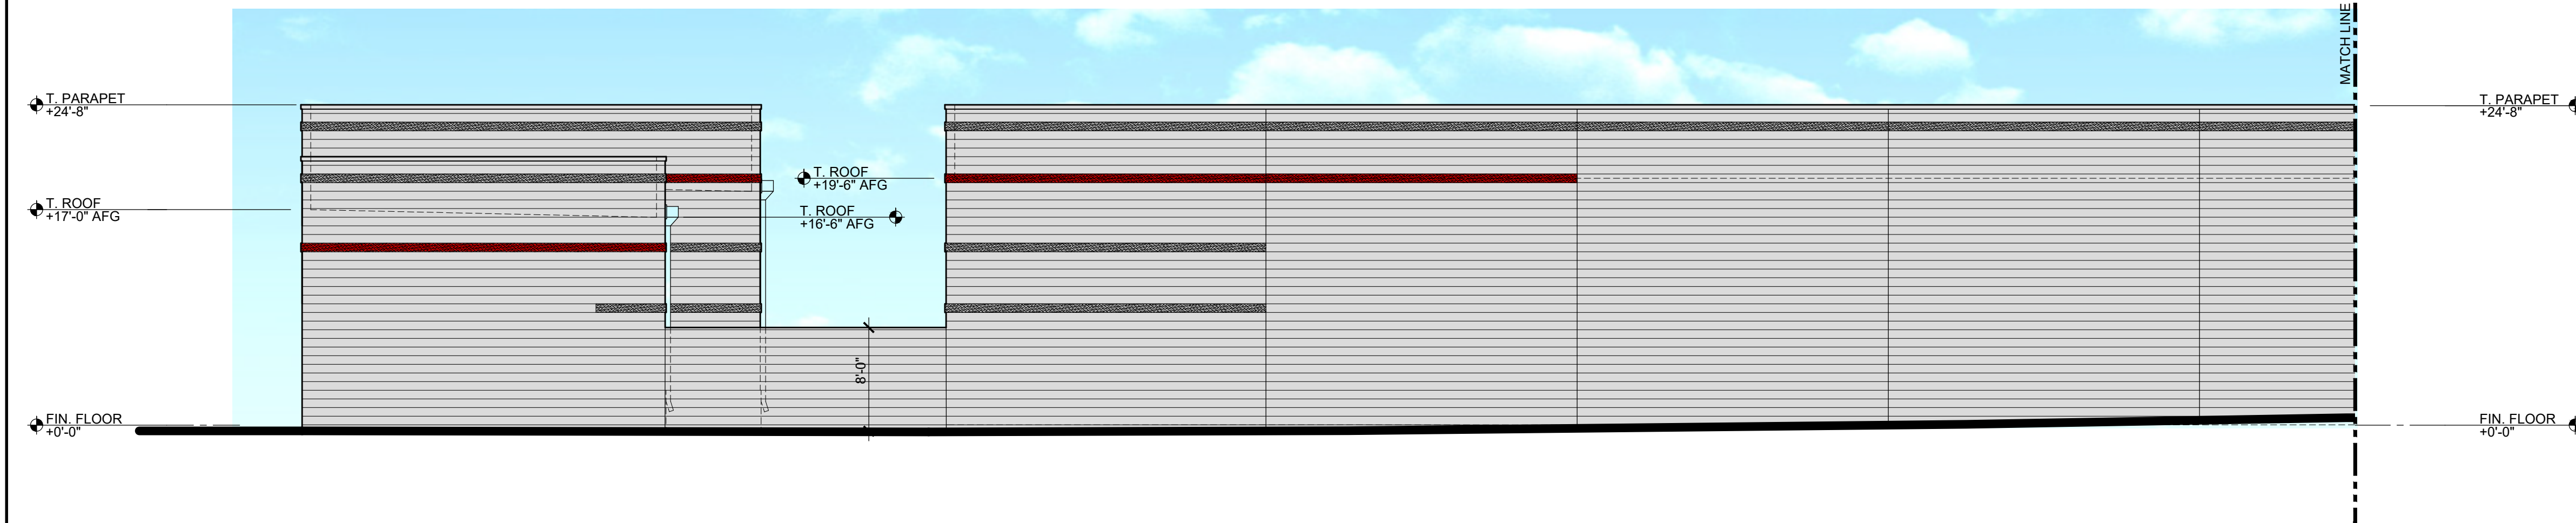 MATCH LINE
T. PARAPET
+24'-8"
T. PARAPET
+24'-8"
T. ROOF
+19'-6" AFG
T. ROOF
+17'-0" AFG
T. ROOF
+16'-6" AFG
8'-0"
FIN. FLOOR
+0'-0"
FIN. FLOOR
+0'-0"